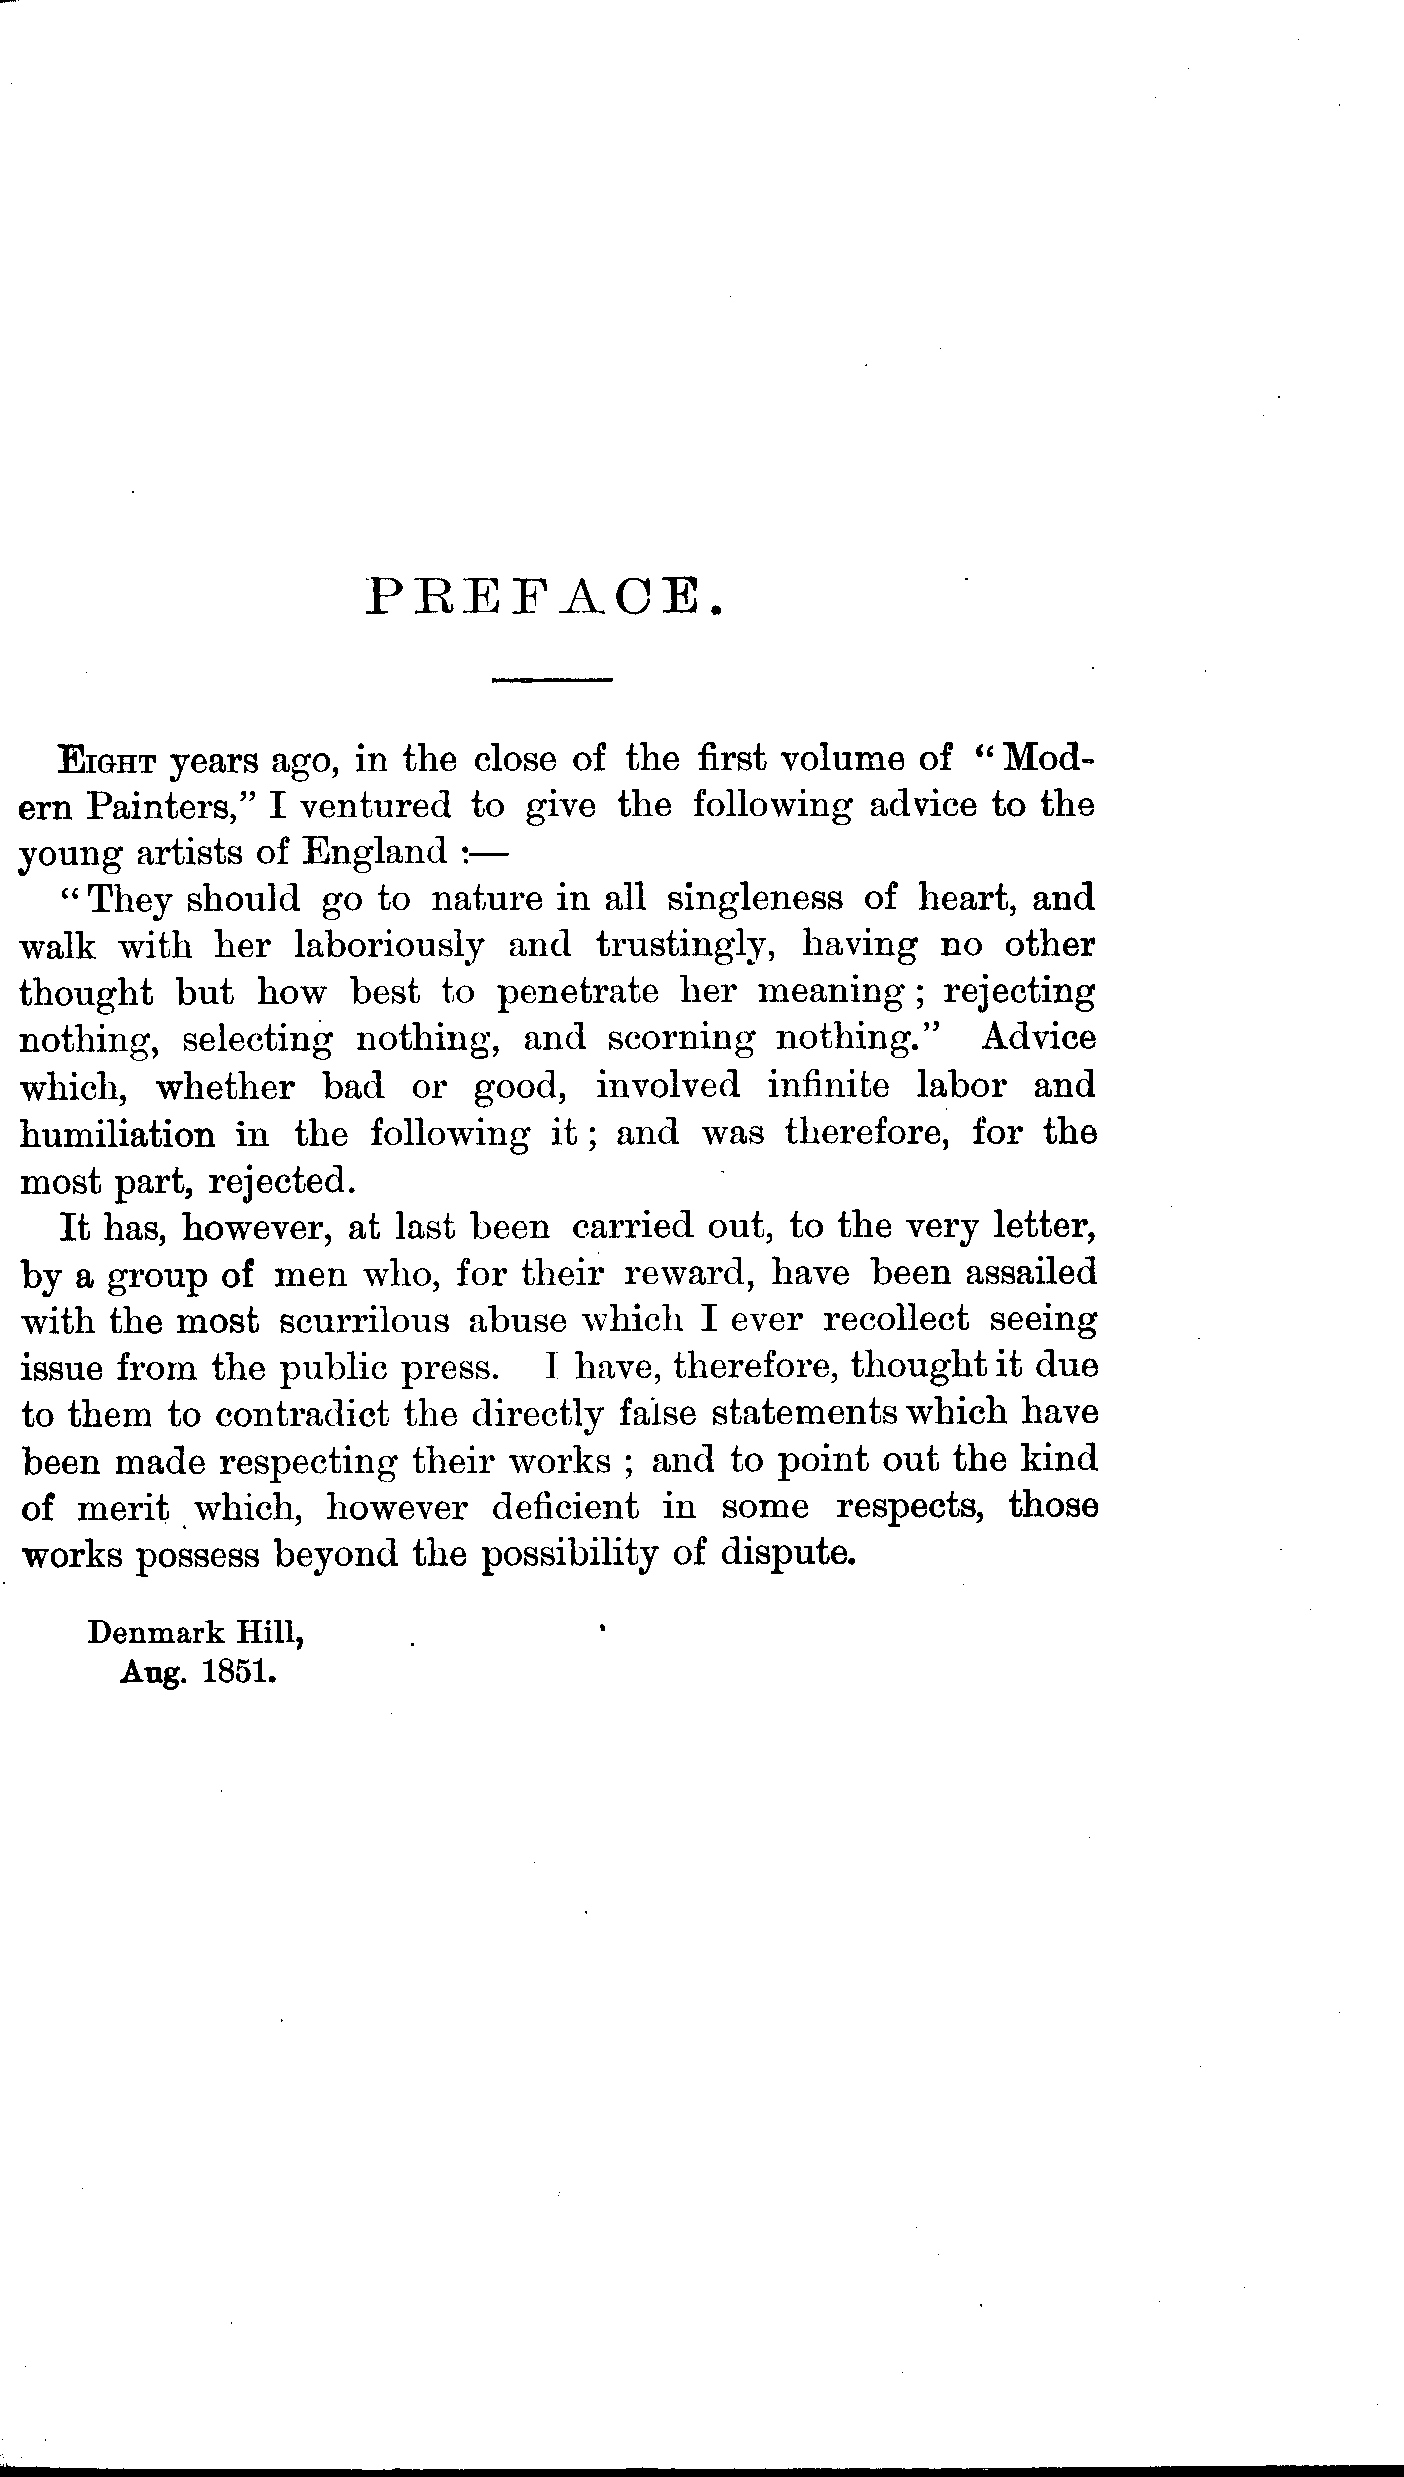 PREFACE.
EIGHT years ago, in the close of the first volume of “Mod-
ern Painters,” I ventured to give the following advice to the
young artists of England :—
“They should go to nature in all singleness of heart, and
walk with her laboriously and trustingly, having no other
thought but how best to penetrate her meaning ; rejecting
nothing, selecting nothing, and scorning nothing.” Advice
which, whether bad or good, involved infinite labor and
humiliation in the following it ; and was therefore, for the
most part, rejected.
It has, however, at last been carried out, to the very letter,
by a group of men who, for their reward, have been assailed
with the most scurrilous abuse which I ever recollect seeing
issue from the public press. I have, therefore, thought it due
to them to contradict the directly false statements which have
been made respecting their works ; and to point out the kind
of merit which, however deficient in some respects, those
works possess beyond the possibility of dispute.
Denmark Hill,
Aug. 1851.